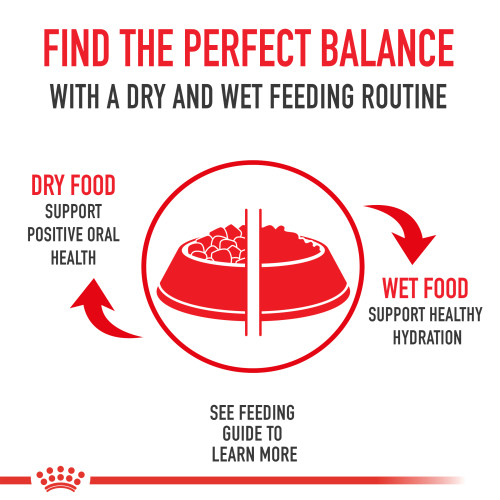 FIND THE PERFECT BALANCE
WITH A DRY AND WET FEEDING ROUTINE
DRY FOOD
SUPPORT
POSITIVE ORAL
HEALTH
WET FOOD
SUPPORT HEALTHY
HYDRATION
SEE FEEDING
GUIDE TO
LEARN MORE